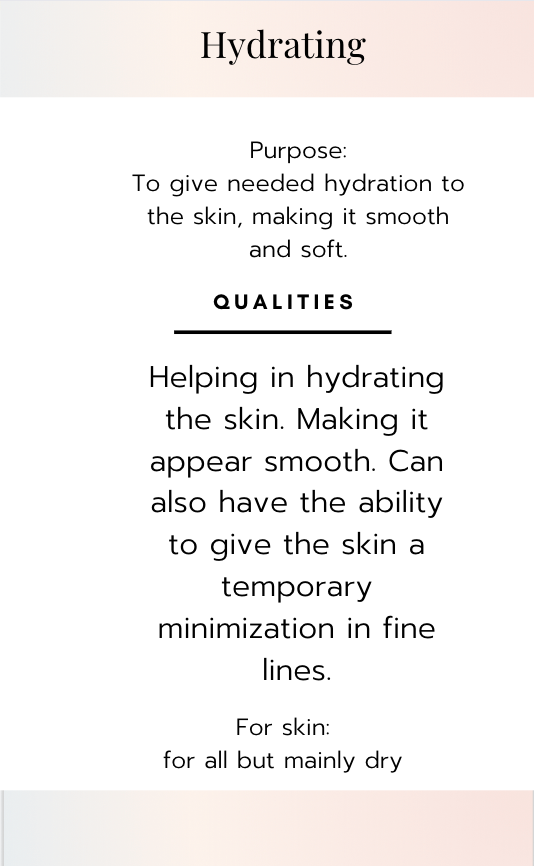 Hydrating
Purpose:
To give needed hydration to
the skin, making it smooth
and soft.
QUALITIES
Helping in hydrating
the skin. Making it
appear smooth. Can
also have the ability
to give the skin a
temporary
minimization in fine
lines.
For skin:
for all but mainly dry